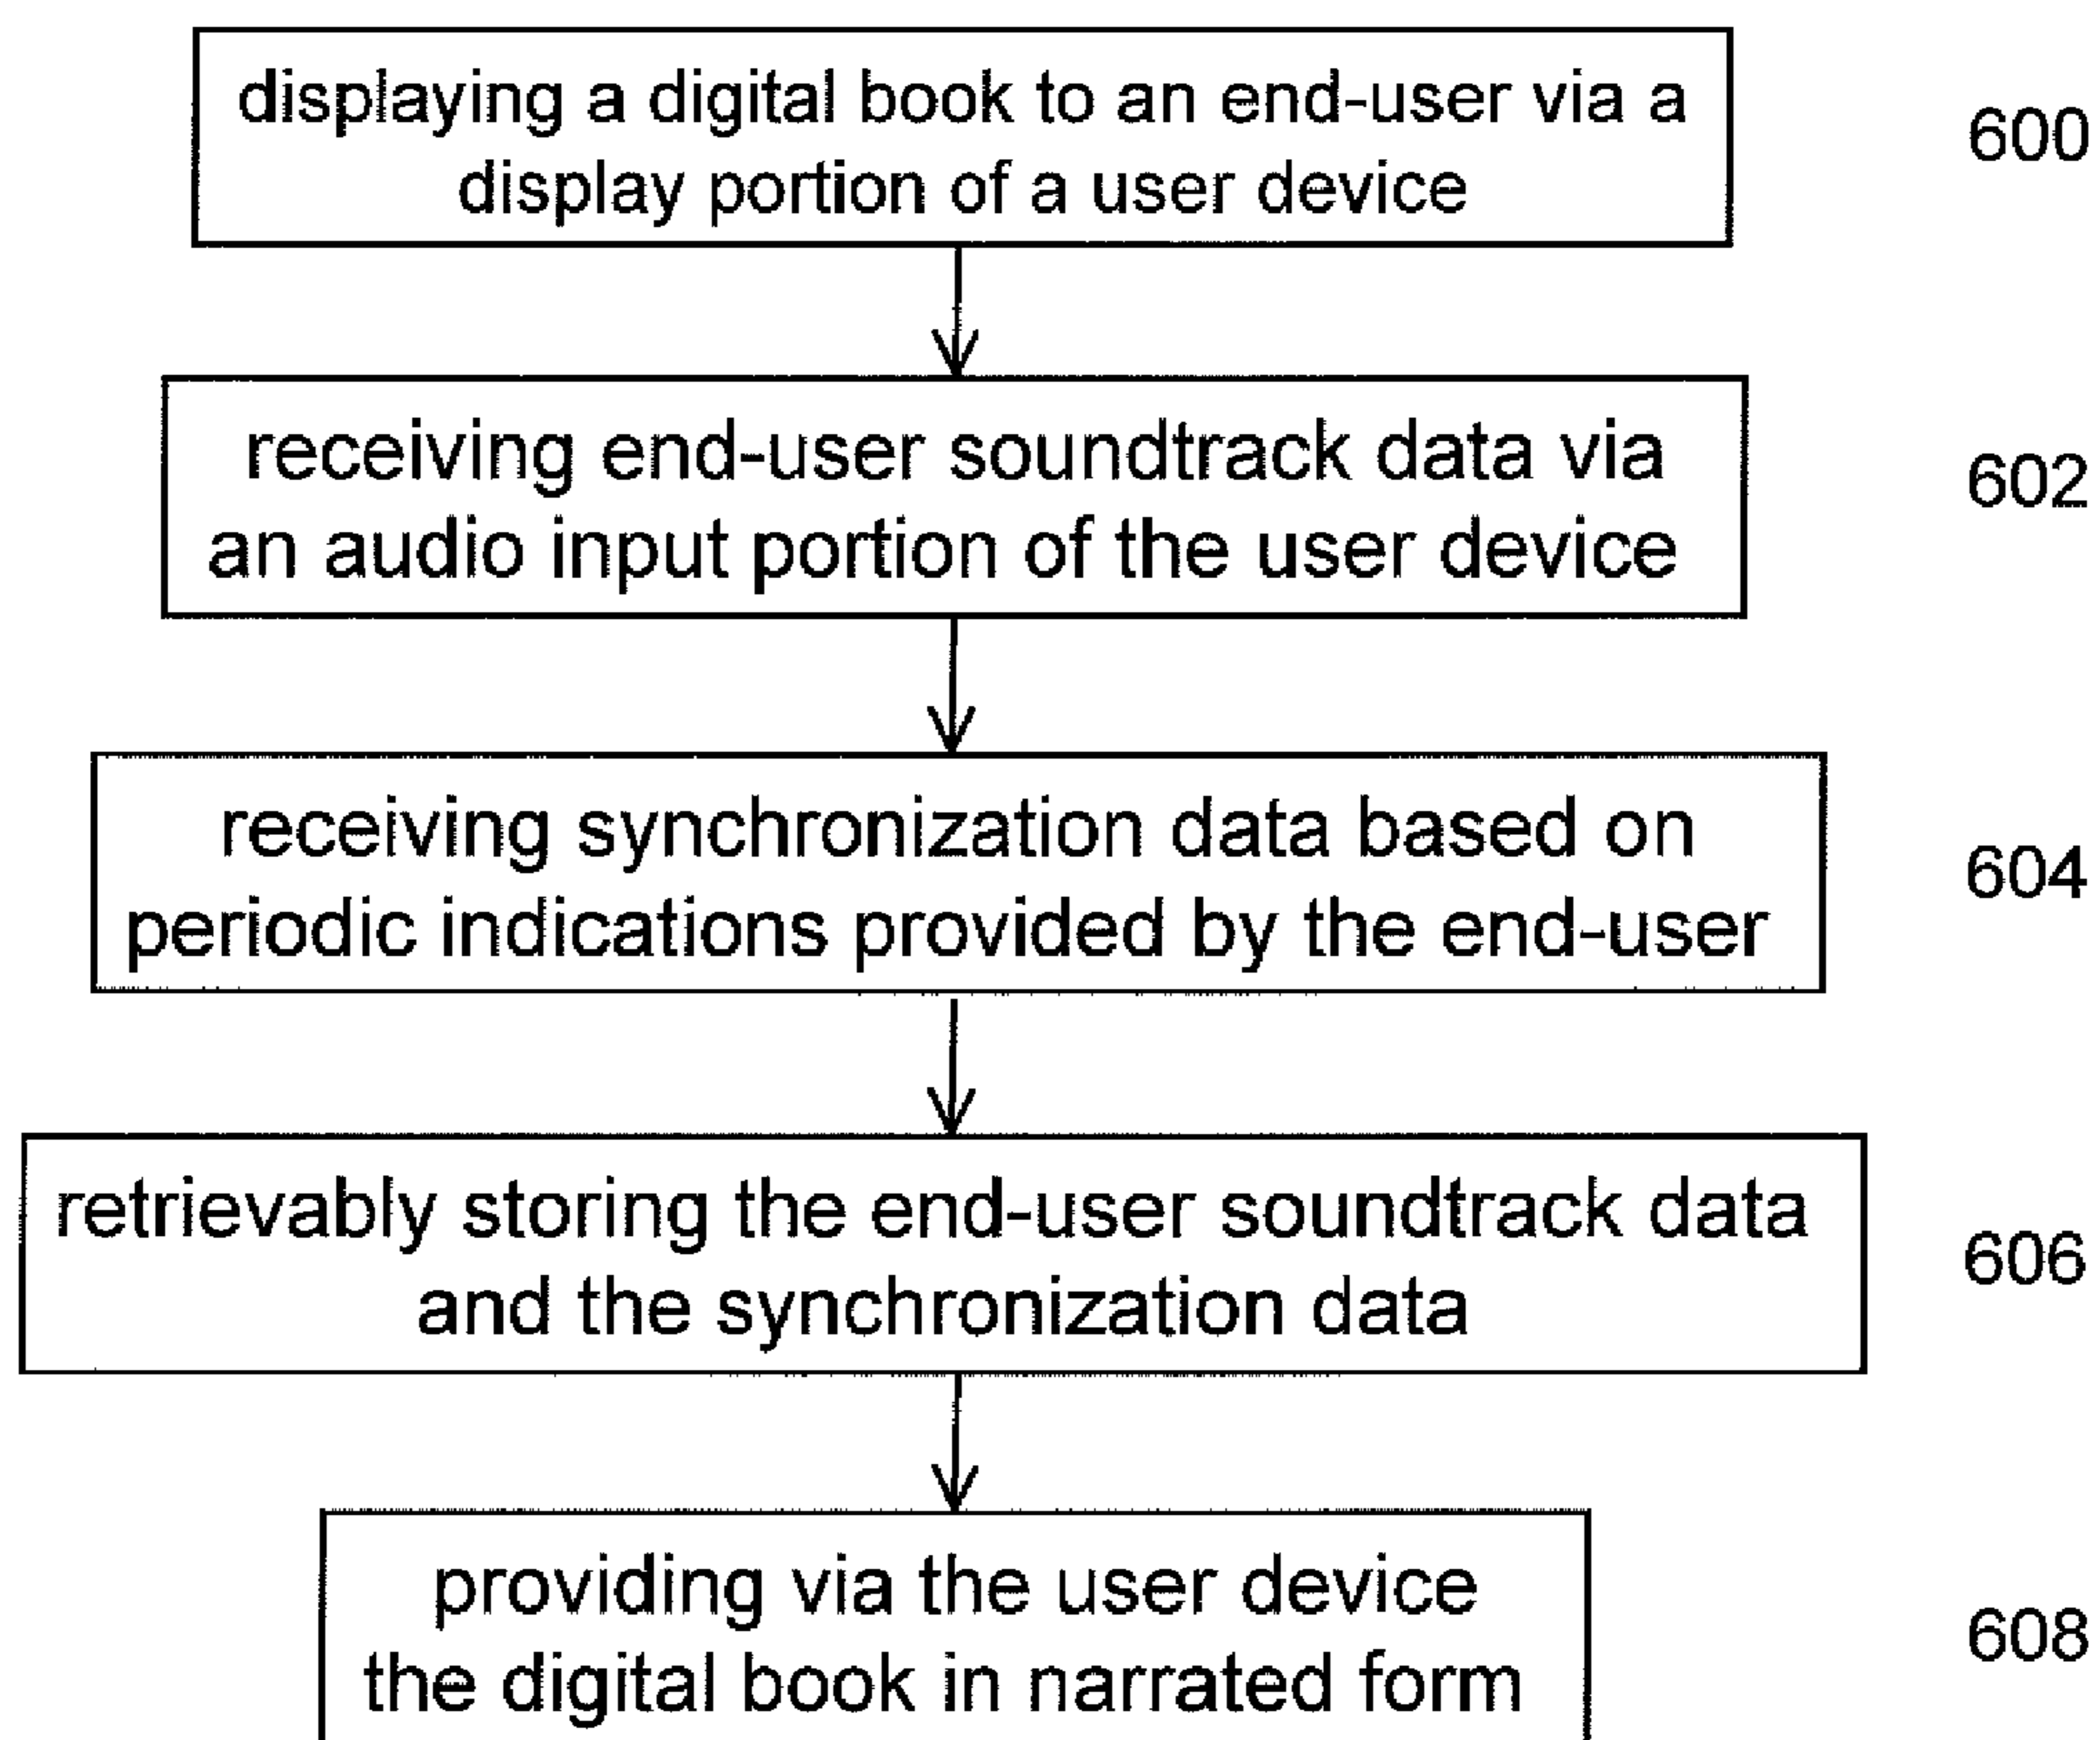 displaying a digital book to an end-user via a
display portion of a user device
600
receiving end-user soundtrack data via
an audio input portion of the user device
602
receiving synchronization data based on
periodic indications provided by the end-user
604
retrievably storing the end-user soundtrack data
and the synchronization data
606
providing via the user device
the digital book in narrated form
608